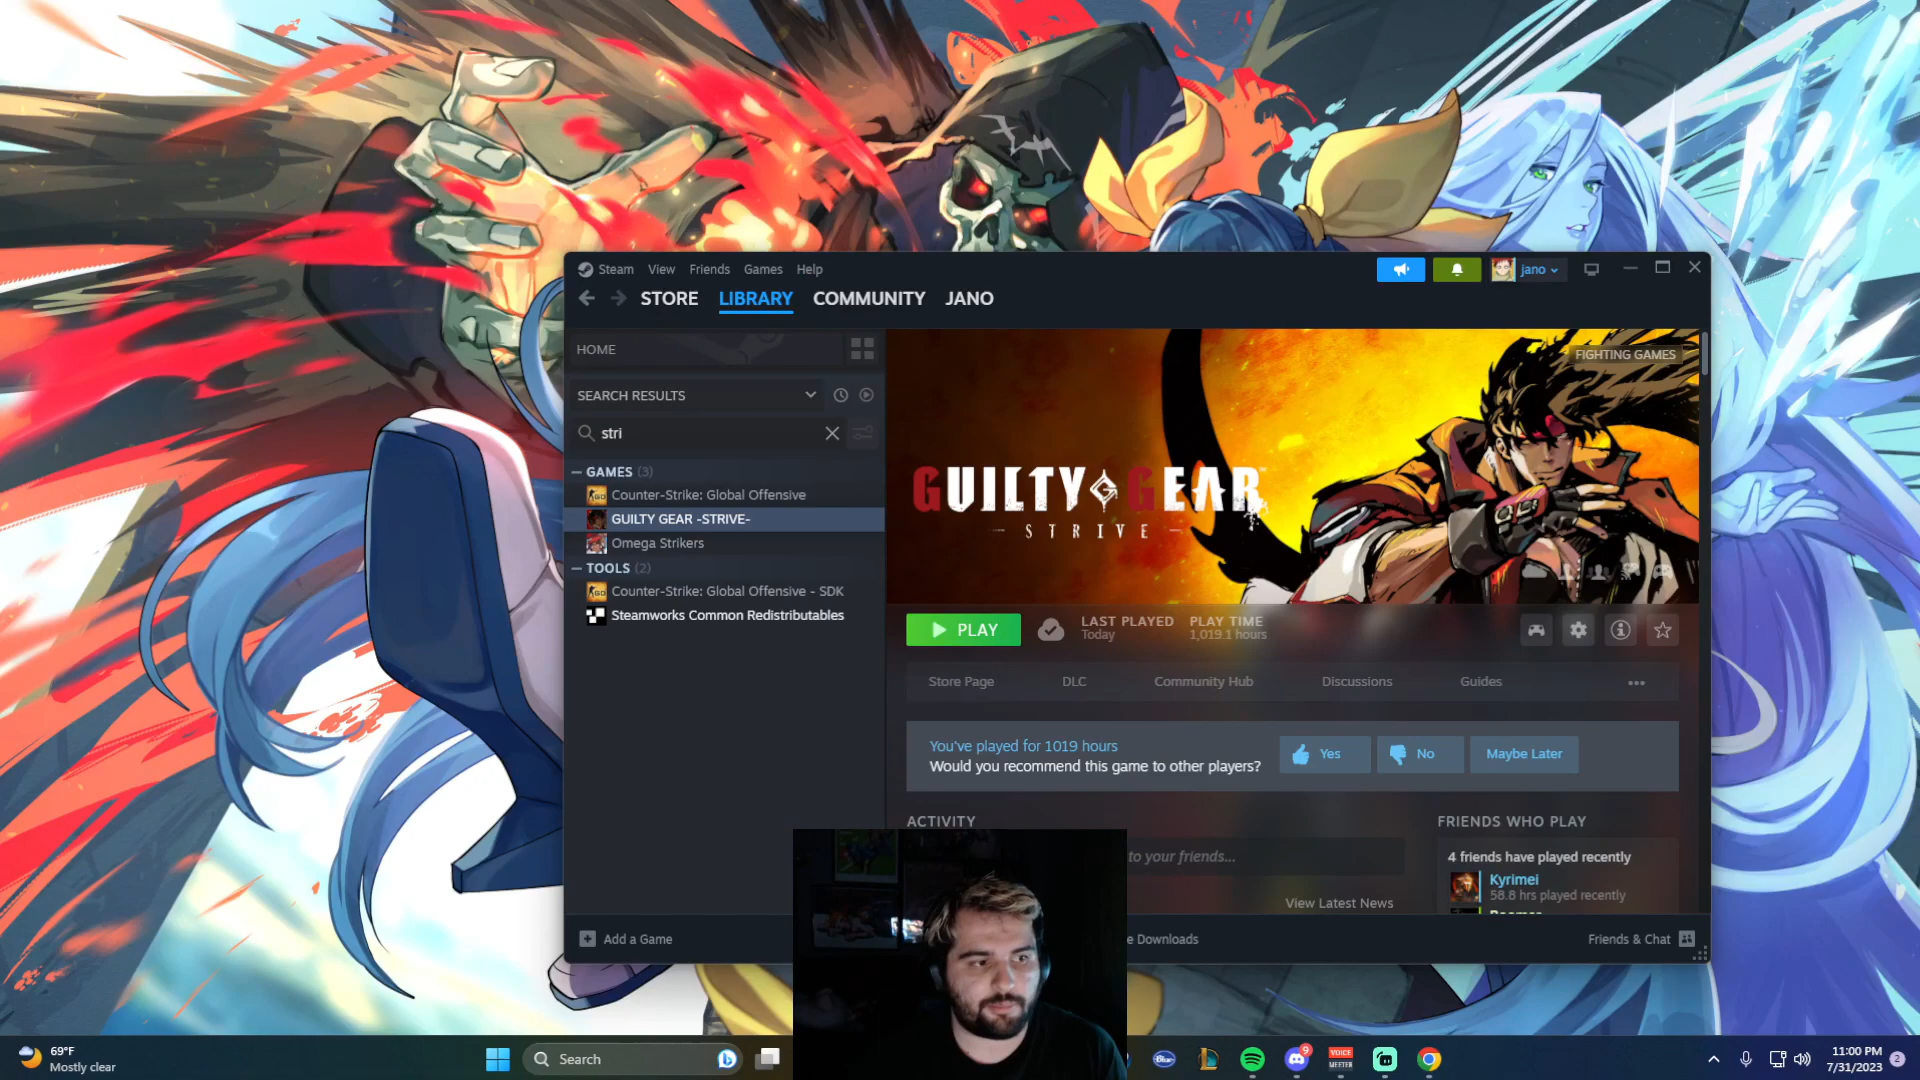 Steam View Friends Games Help
jano
STORE LIBRARY COMMUNITY JANO
HOME
FIGHTING GAMES
SEARCH RESULTS
stri
GUILTY GEAR
STRIVE
— GAMES (3)
Counter-Strike: Global Offensive
GUILTY GEAR -STRIVE-
Omega Strikers
— TOOLS (2)
Counter-Strike: Global Offensive - SDK
Steamworks Common Redistributables
PLAY
LAST PLAYED
Today
PLAY TIME
1,019.1 hours
Store Page DLC Community Hub Discussions Guides
You've played for 1019 hours
Would you recommend this game to other players?
Yes No Maybe Later
ACTIVITY
to your friends...
View Latest News
FRIENDS WHO PLAY
4 friends have played recently
Kyrimei
58.8 hrs played recently
Add a Game
e Downloads
Friends & Chat
69°F
Mostly clear
Search
9
VOICE
MEETER
11:00 PM
7/31/2023
2